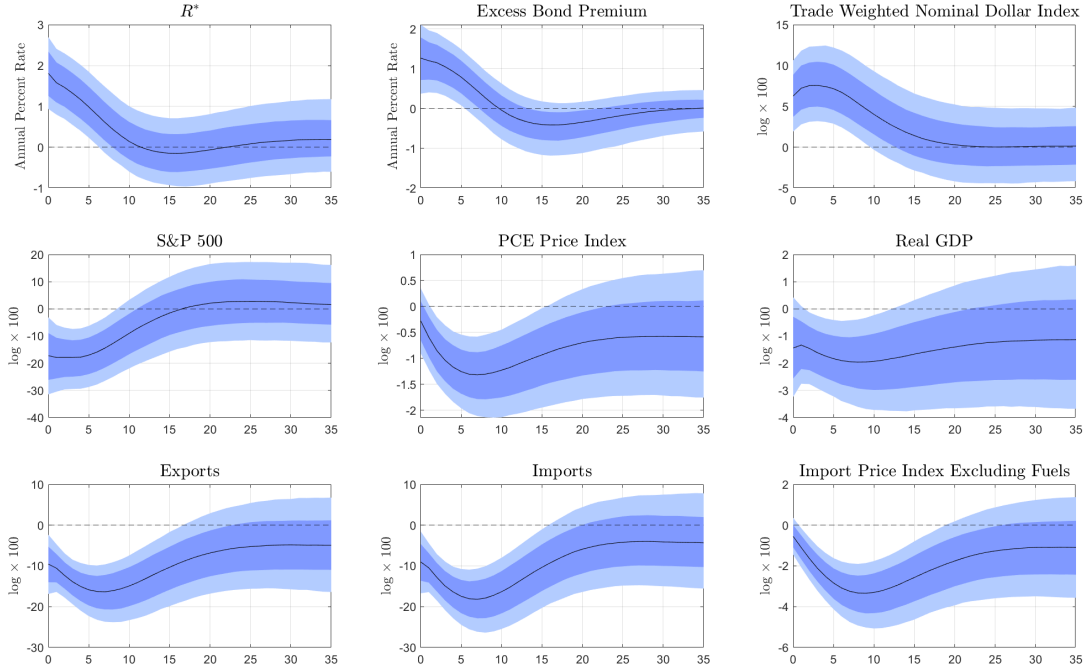 R*
Annual Percent Rate
3
2
1
0
-1
0 5 10 15 20 25 30 35
Excess Bond Premium
Annual Percent Rate
2
1
0
-1
2
0 5 10 15 20 25 30 35
Trade Weighted Nominal Dollar Index
log × 100
15
10
5
0
-5
0 5 10 15 20 25 30 35
S&P 500
log × 100
20
10
0
-10
-20
-30
-40
0 5 10 15 20 25 30 35
PCE Price Index
log × 100
1
0.5
0
-0.5
-1
-1.5
-2
0 5 10 15 20 25 30 35
Real GDP
log × 100
2
1
0
-1
-2
-3
-4
0 5 10 15 20 25 30 35
Exports
log × 100
10
0
-10
-20
-30
0 5 10 15 20 25 30 35
Imports
log × 100
10
0
-10
-20
-30
0 5 10 15 20 25 30 35
Import Price Index Excluding Fuels
log × 100
2
0
-2
-4
-6
0 5 10 15 20 25 30 35